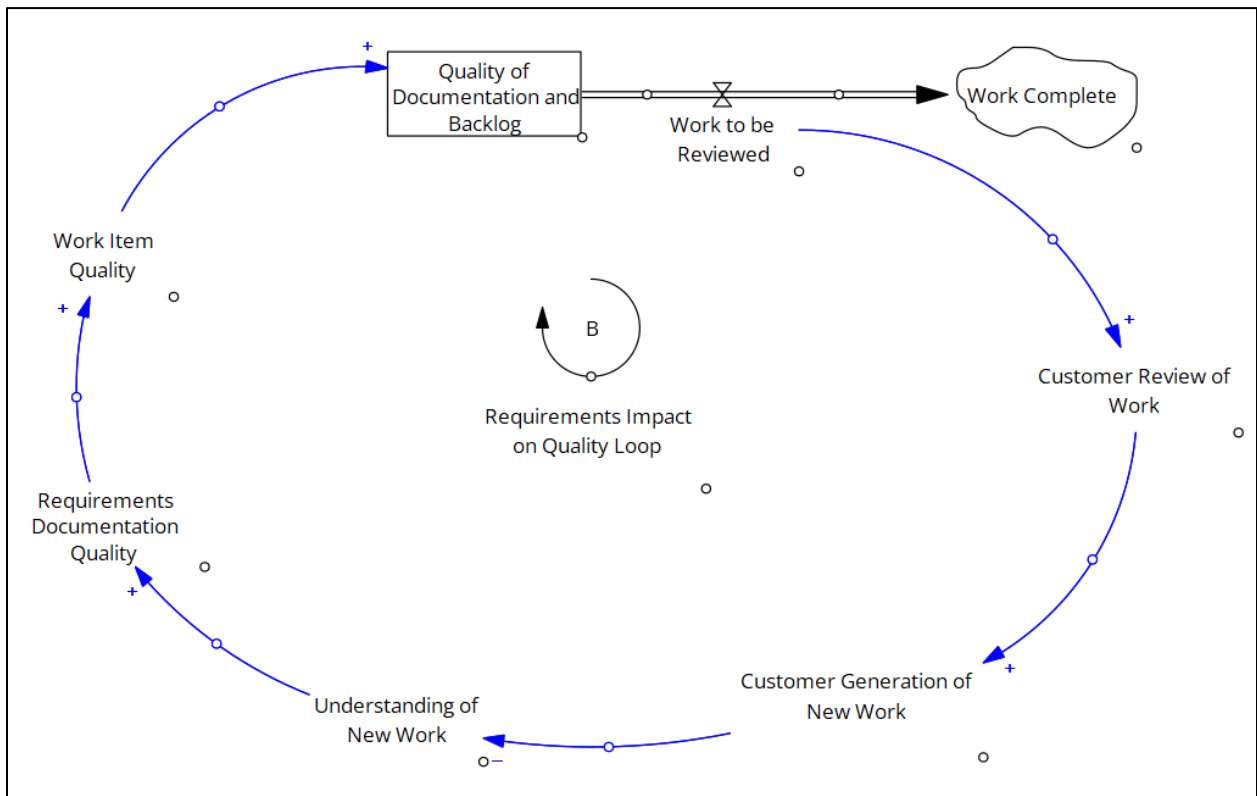 +
Quality of
Documentation and
Backlog
Work Complete
Work to be
Reviewed
Work Item
Quality
+
+
B
Customer Review of
Work
Requirements Impact
on Quality Loop
Requirements
Documentation
Quality
+
+
Customer Generation of
New Work
Understanding of
New Work
−